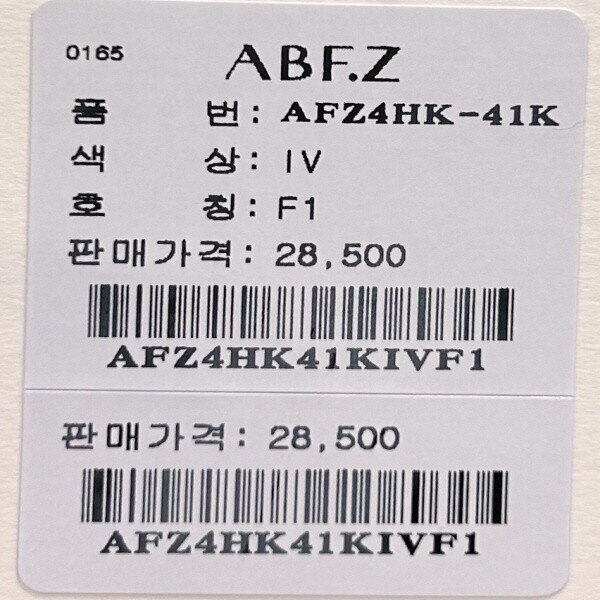 0165 ABF.Z
품 번: AFZ4HK-41K
색 상: IV
호 칭: F1
판매가격: 28,500
AFZ4HK41KIVF1
판매가격: 28,500
AFZ4HK41KIVF1